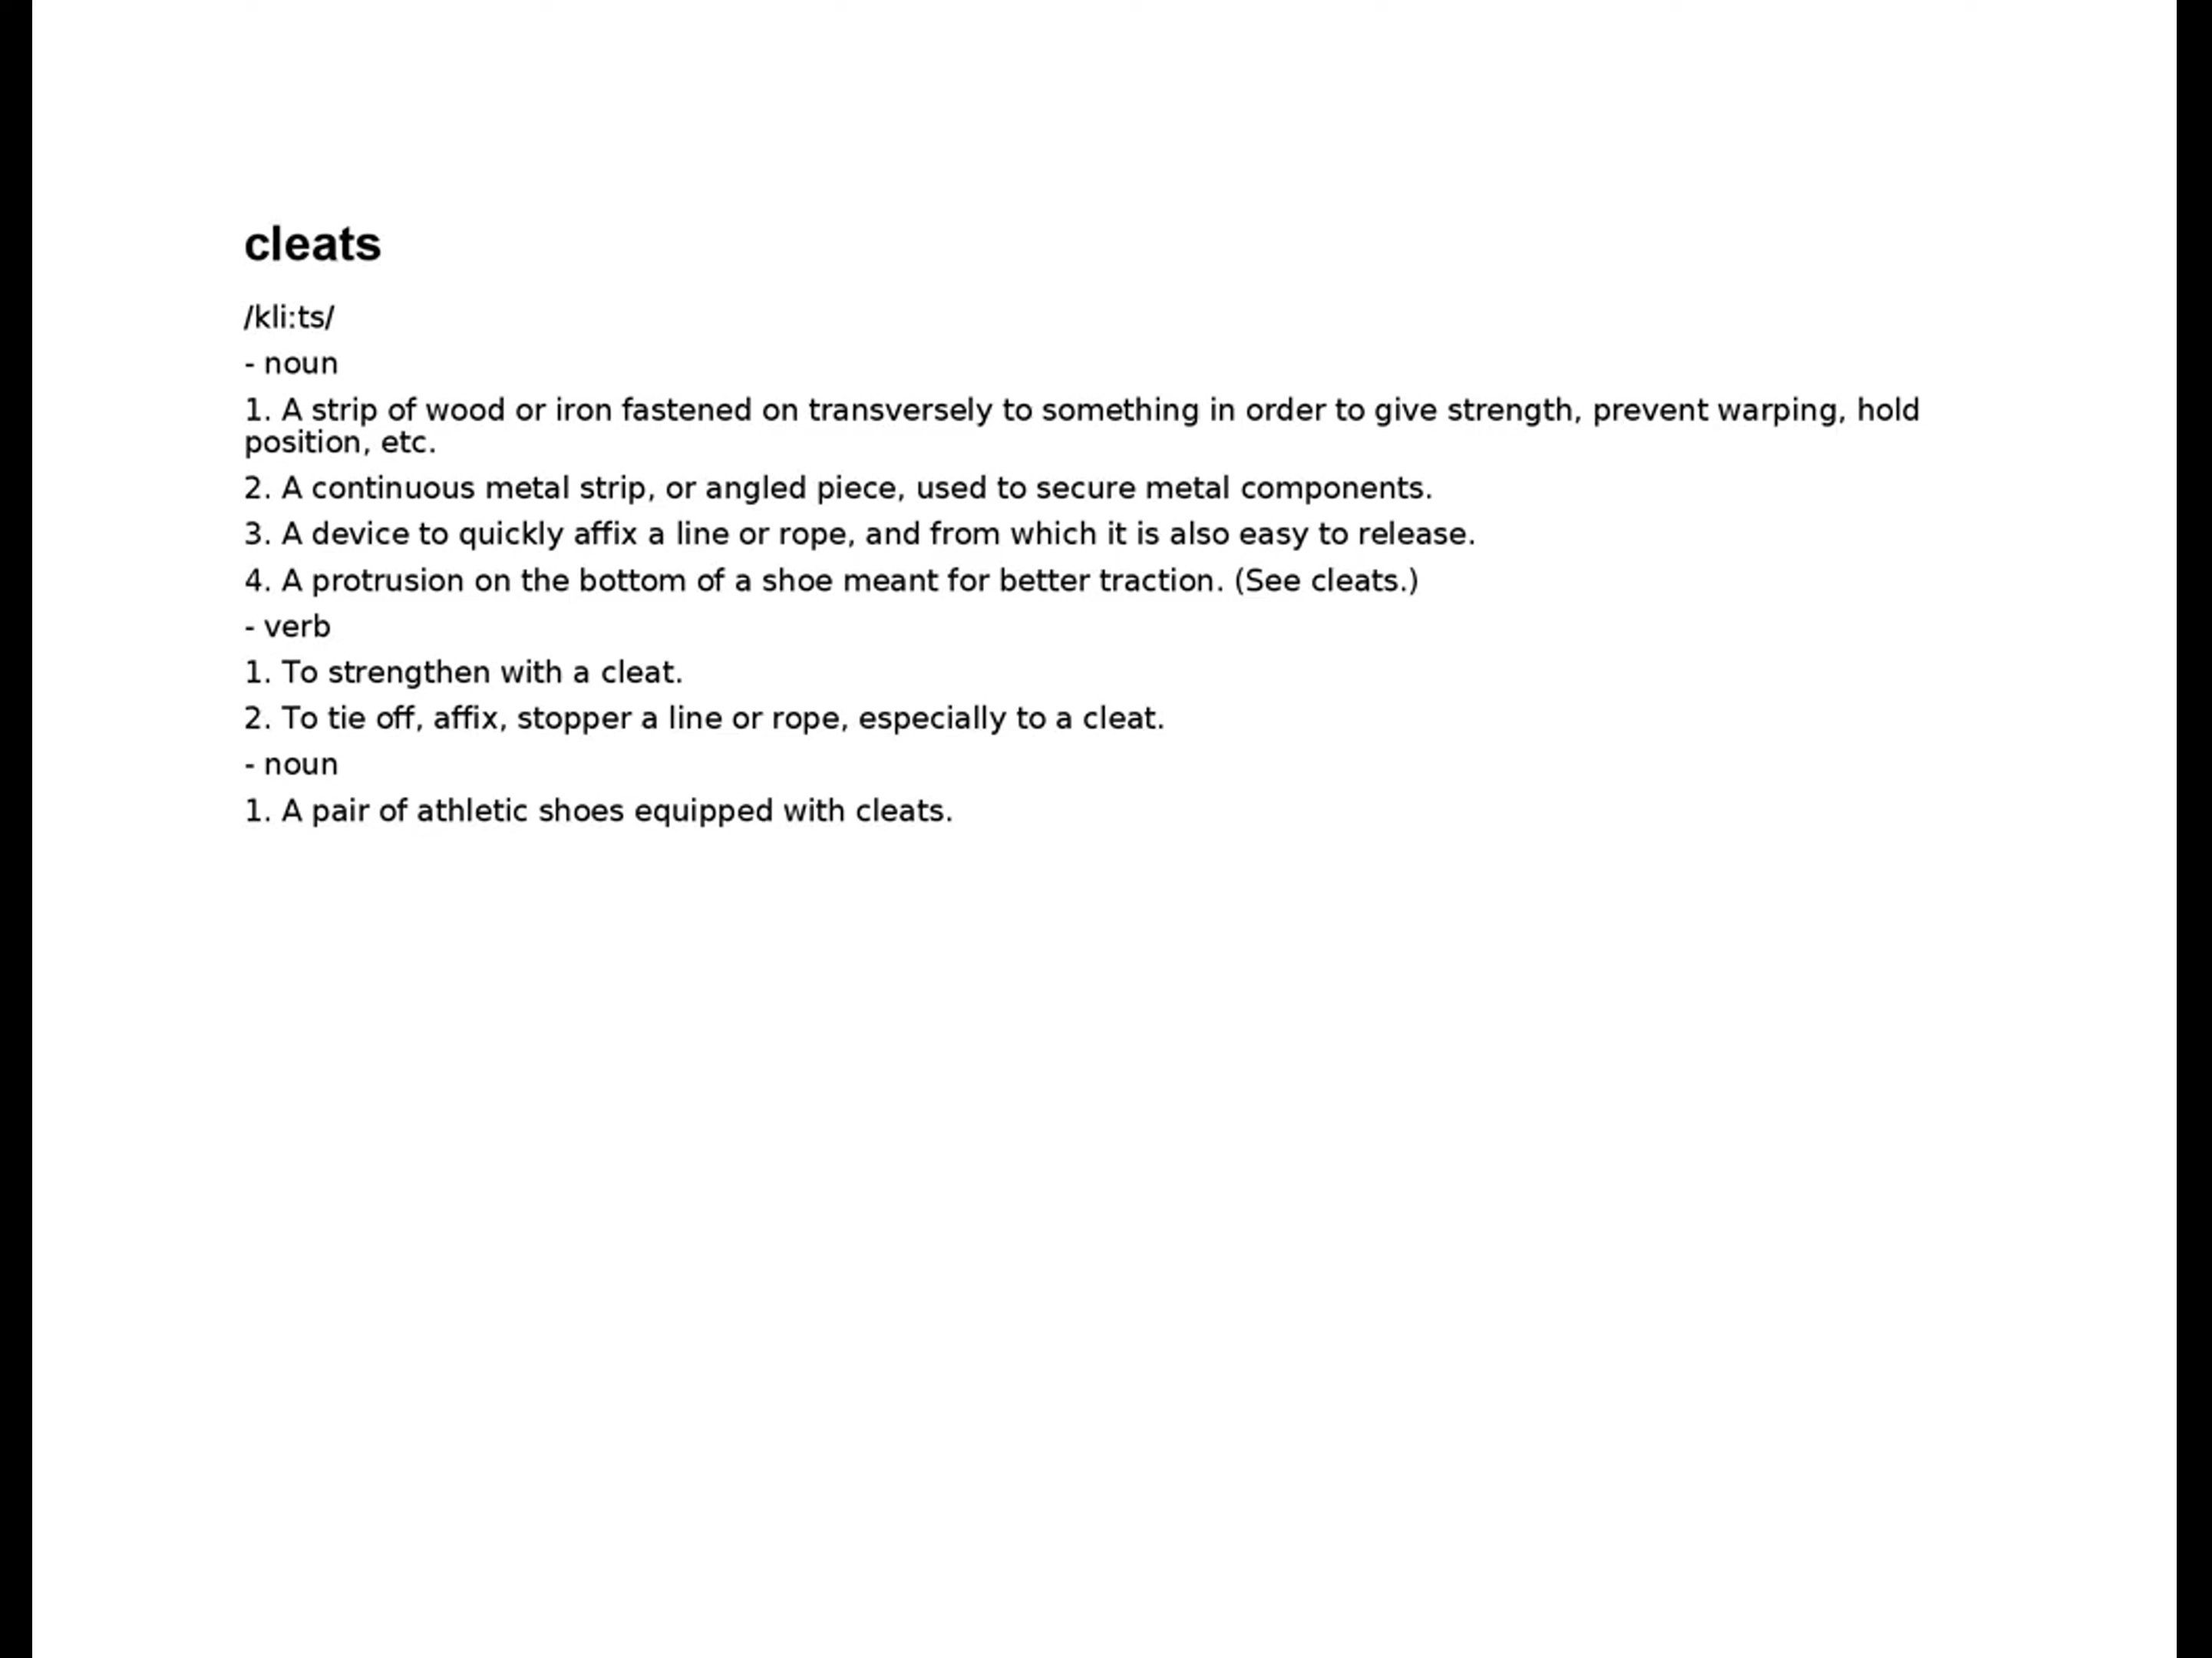 cleats
/kli:ts/
- noun
1. A strip of wood or iron fastened on transversely to something in order to give strength, prevent warping, hold
position, etc.
2. A continuous metal strip, or angled piece, used to secure metal components.
3. A device to quickly affix a line or rope, and from which it is also easy to release.
4. A protrusion on the bottom of a shoe meant for better traction. (See cleats.)
- verb
1. To strengthen with a cleat.
2. To tie off, affix, stopper a line or rope, especially to a cleat.
- noun
1. A pair of athletic shoes equipped with cleats.